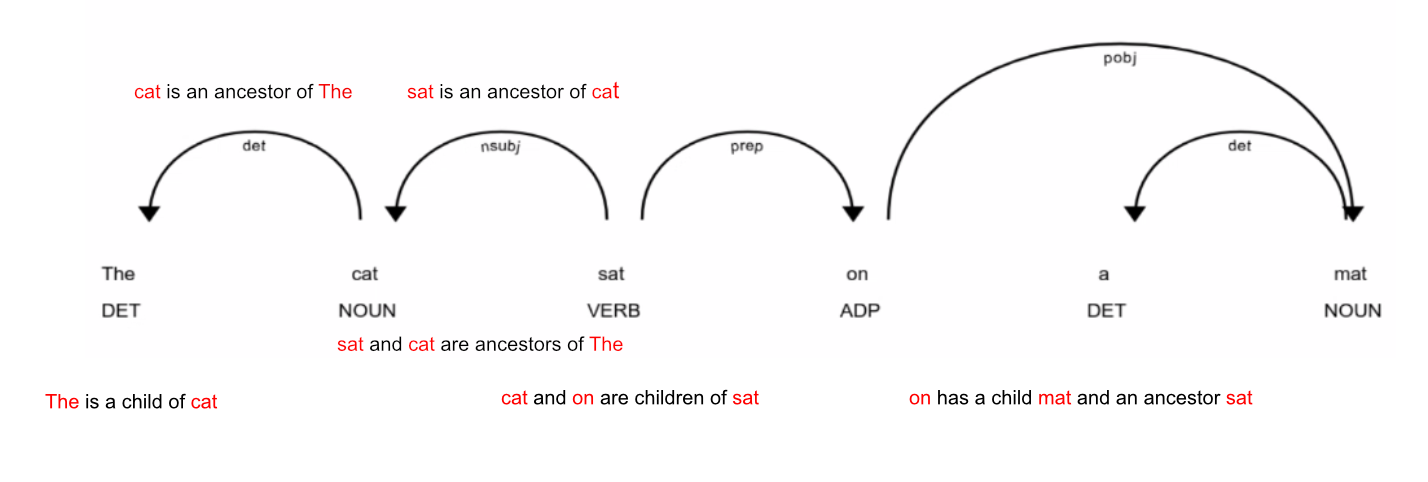 pobj
cat is an ancestor of The sat is an ancestor of cat
det nsubj prep det
The cat sat on a mat
DET NOUN VERB ADP DET NOUN
sat and cat are ancestors of The
The is a child of cat cat and on are children of sat on has a child mat and an ancestor sat